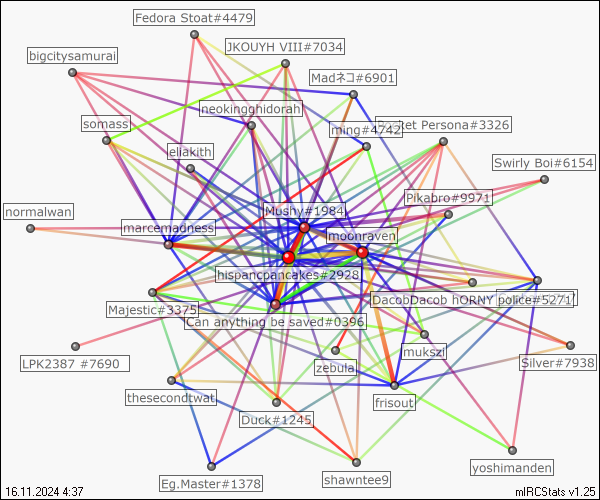 Fedora Stoat#4479
JKOUYH VIII#7034
bigcitysamurai
Madネコ#6901
neokingghidorah
somass
ming#4742
Persona#3326
eliakith
Swirly Boi#6154
Pikabro#9971
normalwan
Mushy#1984
marcemadness
moonraven
hispancpancakes#2928
DacobDacob hORNY
police#5271
Majestic#3375
Can anything be saved#0396
mukszi
LPK2387 #7690
zebula
Silver#7938
thesecondtwat
frisout
Duck#1245
yoshimanden
Eg.Master#1378
shawntee9
16.11.2024 4:37
mIRCStats v1.25